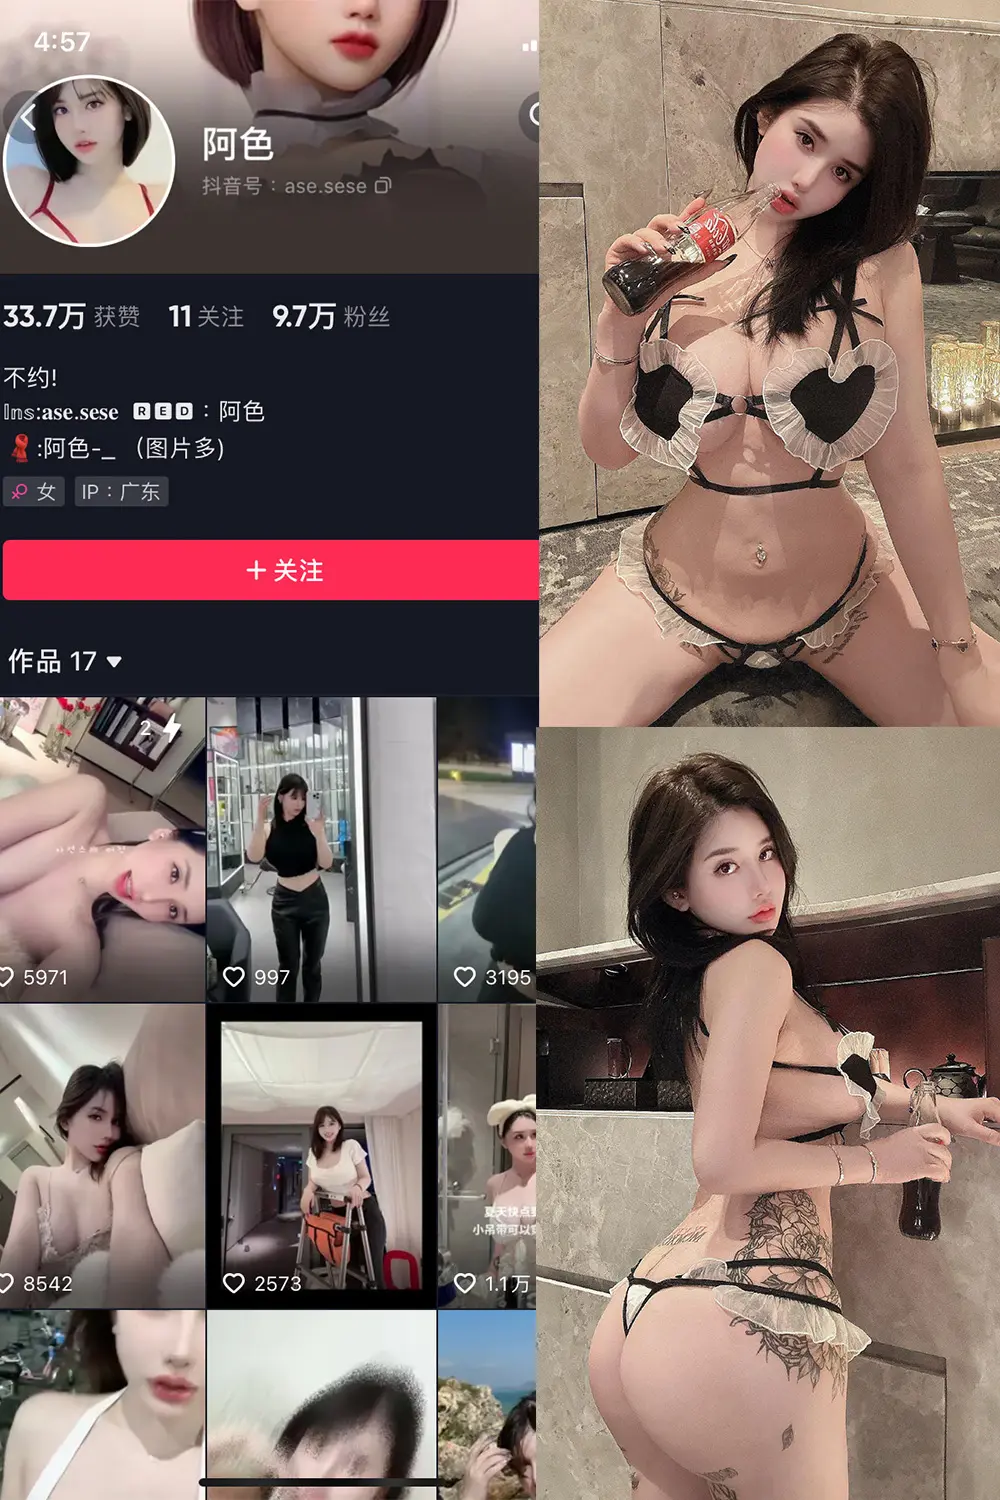 4:57
阿色
抖音号：ase.sese
33.7万 获赞 11 关注 9.7万 粉丝
不约!
Ins:ase.sese RED：阿色
:阿色-_ （图片多)
女 IP：广东
+ 关注
作品 17
2
5971
997
3195
8542
夏天快点
小吊带可以
2573
1.1万